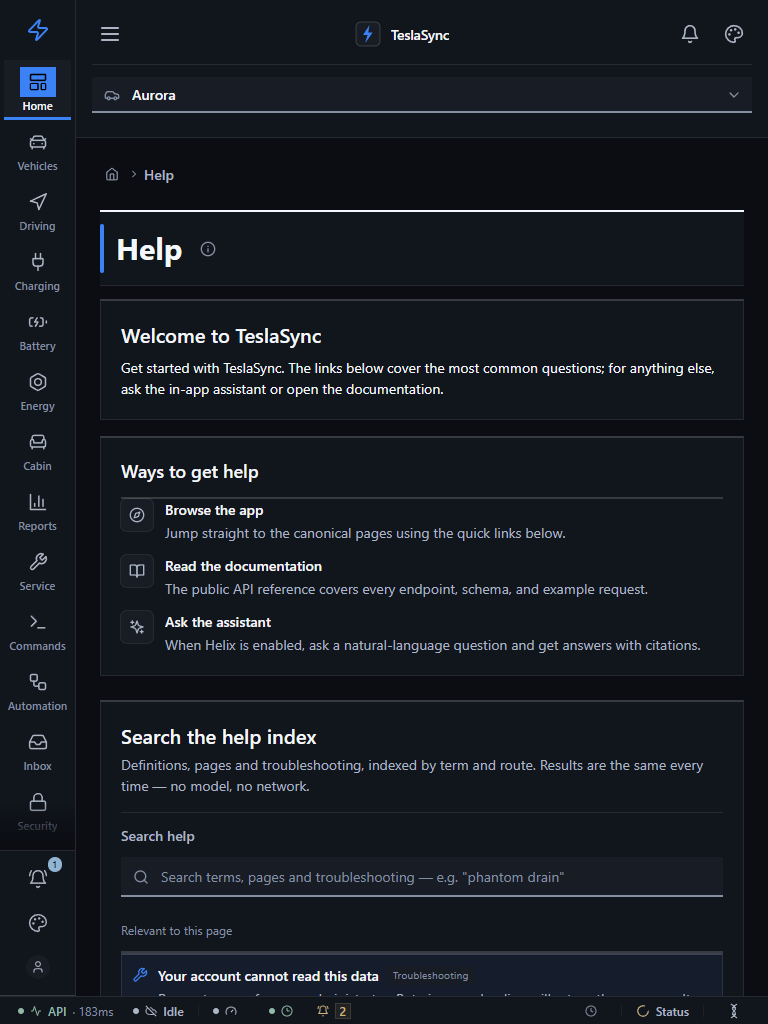 TeslaSync
Aurora
Home
Vehicles
Driving
Charging
Battery
Energy
Cabin
Reports
Service
Commands
Automation
Inbox
Security
1
Help
Help
Welcome to TeslaSync
Get started with TeslaSync. The links below cover the most common questions; for anything else,
ask the in-app assistant or open the documentation.
Ways to get help
Browse the app
Jump straight to the canonical pages using the quick links below.
Read the documentation
The public API reference covers every endpoint, schema, and example request.
Ask the assistant
When Helix is enabled, ask a natural-language question and get answers with citations.
Search the help index
Definitions, pages and troubleshooting, indexed by term and route. Results are the same every
time — no model, no network.
Search help
Search terms, pages and troubleshooting — e.g. "phantom drain"
Relevant to this page
Your account cannot read this data Troubleshooting
API · 183ms Idle 2 Status